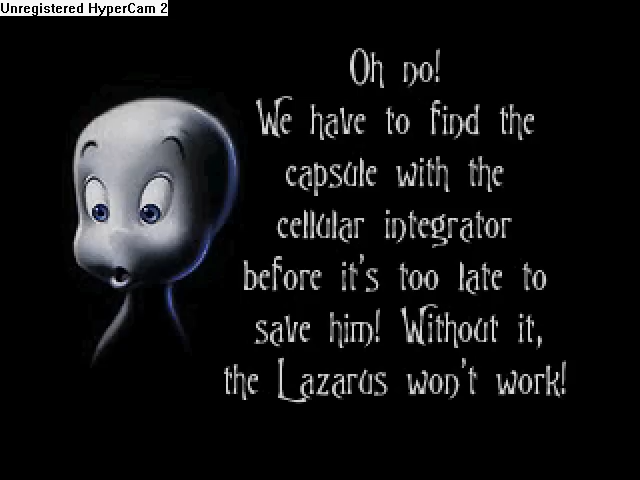 Unregistered HyperCam 2
Oh no!
We have to find the
capsule with the
cellular integrator
before it's too late to
save him! Without it,
the Lazarus won't work!